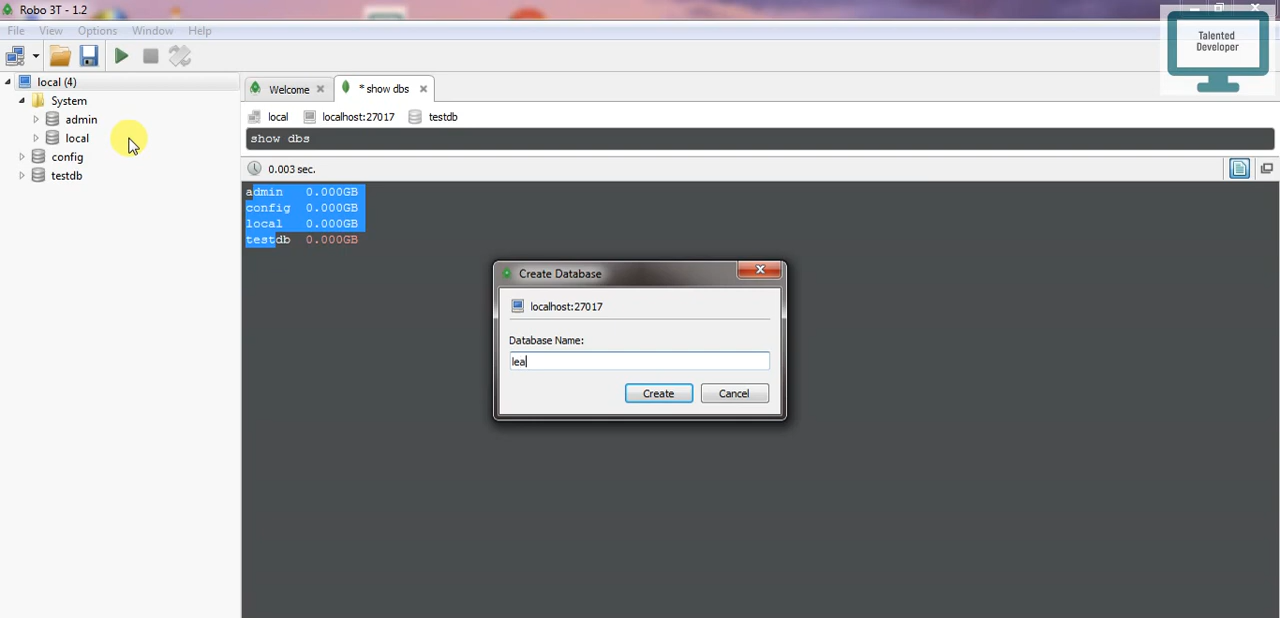 Robo 3T - 1.2
File View Options Window Help
Talented
Developer
local (4)
System
admin
local
config
testdb
Welcome * show dbs
local localhost:27017 testdb
show dbs
0.003 sec.
admin 0.000GB
config 0.000GB
local 0.000GB
testdb 0.000GB
Create Database
localhost:27017
Database Name:
lea
Create Cancel